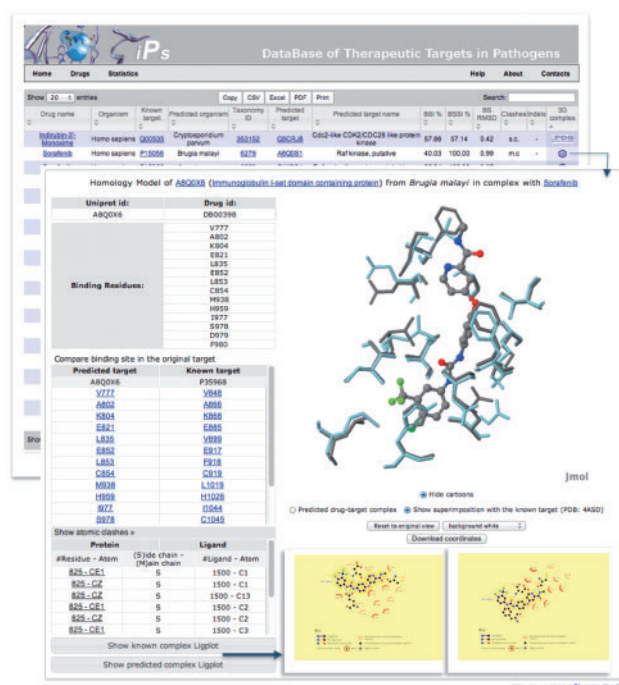 TiPs
DataBase of Therapeutic Targets in Pathogens
Home Drugs Statistics Help About Contacts
Show 20 entries Copy CSV Excel PDF Print Search:
Drug name Organism Known target Predicted organism Taxonomy ID Predicted target Predicted target name BSI % BSSI % BS RMSD Clashes Indels 3D complex
Indirubin-3'-Monoxime Homo sapiens Q00535 Cryptosporidium parvum 353152 Q5CRJ8 Cdc2-like CDK2/CDC28 like protein kinase 57.86 57.14 0.42 s.c. -
Sorafenib Homo sapiens P15056 Brugia malayi 6279 Raf kinase, putative 40.03 100.00 0.99 m.c -
Homology Model of A8Q0X6 (Immunoglobulin I-set domain containing protein) from Brugia malayi in complex with Sorafenib
Uniprot id: Drug id:
A8Q0X6 DB00398
Binding Residues:
V777
A802
K804
E821
L835
E852
L853
C854
M938
H959
I977
S978
D979
F980
Compare binding site in the original target
Predicted target Known target
A8Q0X6 P35968
V777 V848
A802 A866
K804 K868
E821 E885
L835 V899
E852 E917
L853 F918
C854 C919
M938 L1019
H959 H1026
I977 I1044
S978 C1045
Show atomic clashes »
Protein Ligand
#Residue - Atom (S)ide chain - (M)ain chain #Ligand - Atom
825 - CE1 S 1500 - C1
825 - CZ S 1500 - C1
825 - CZ S 1500 - C13
825 - CE1 S 1500 - C2
825 - CZ S 1500 - C2
825 - CE1 S 1500 - C3
Show known complex Ligplot
Show predicted complex Ligplot
Jmol
Hide cartoons
Predicted drug-target complex Show superimposition with the known target (PDB: 4ASD)
Reset to original view background white
Download coordinates